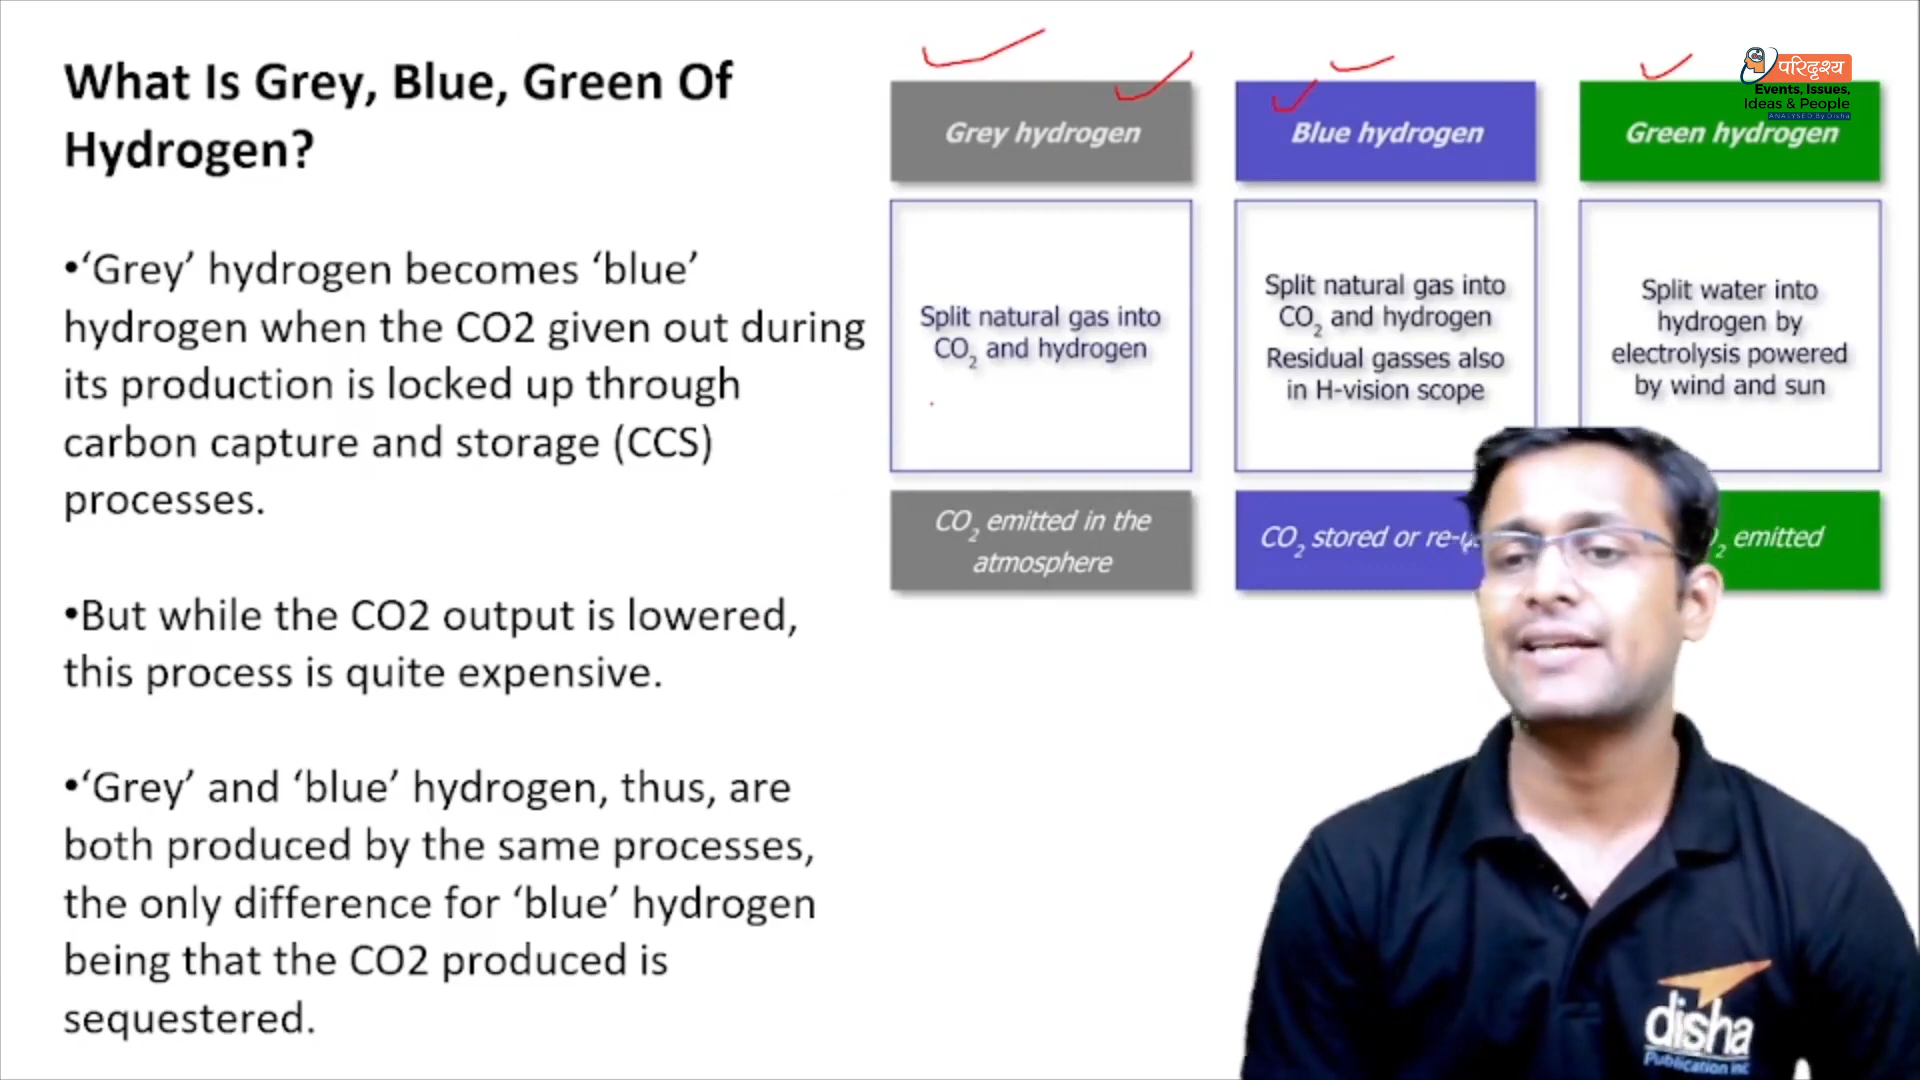 What Is Grey, Blue, Green Of
Hydrogen?
•‘Grey’ hydrogen becomes ‘blue’
hydrogen when the CO2 given out during
its production is locked up through
carbon capture and storage (CCS)
processes.
•But while the CO2 output is lowered,
this process is quite expensive.
•‘Grey’ and ‘blue’ hydrogen, thus, are
both produced by the same processes,
the only difference for ‘blue’ hydrogen
being that the CO2 produced is
sequestered.
Grey hydrogen
Split natural gas into
CO₂ and hydrogen
CO₂ emitted in the
atmosphere
Blue hydrogen
Split natural gas into
CO₂ and hydrogen
Residual gasses also
in H-vision scope
CO₂ stored or re-
Green hydrogen
Split water into
hydrogen by
electrolysis powered
by wind and sun
₂ emitted
परिदृश्य
Events, Issues,
Ideas & People
ANALYSED By Disha
disha
Publication Inc